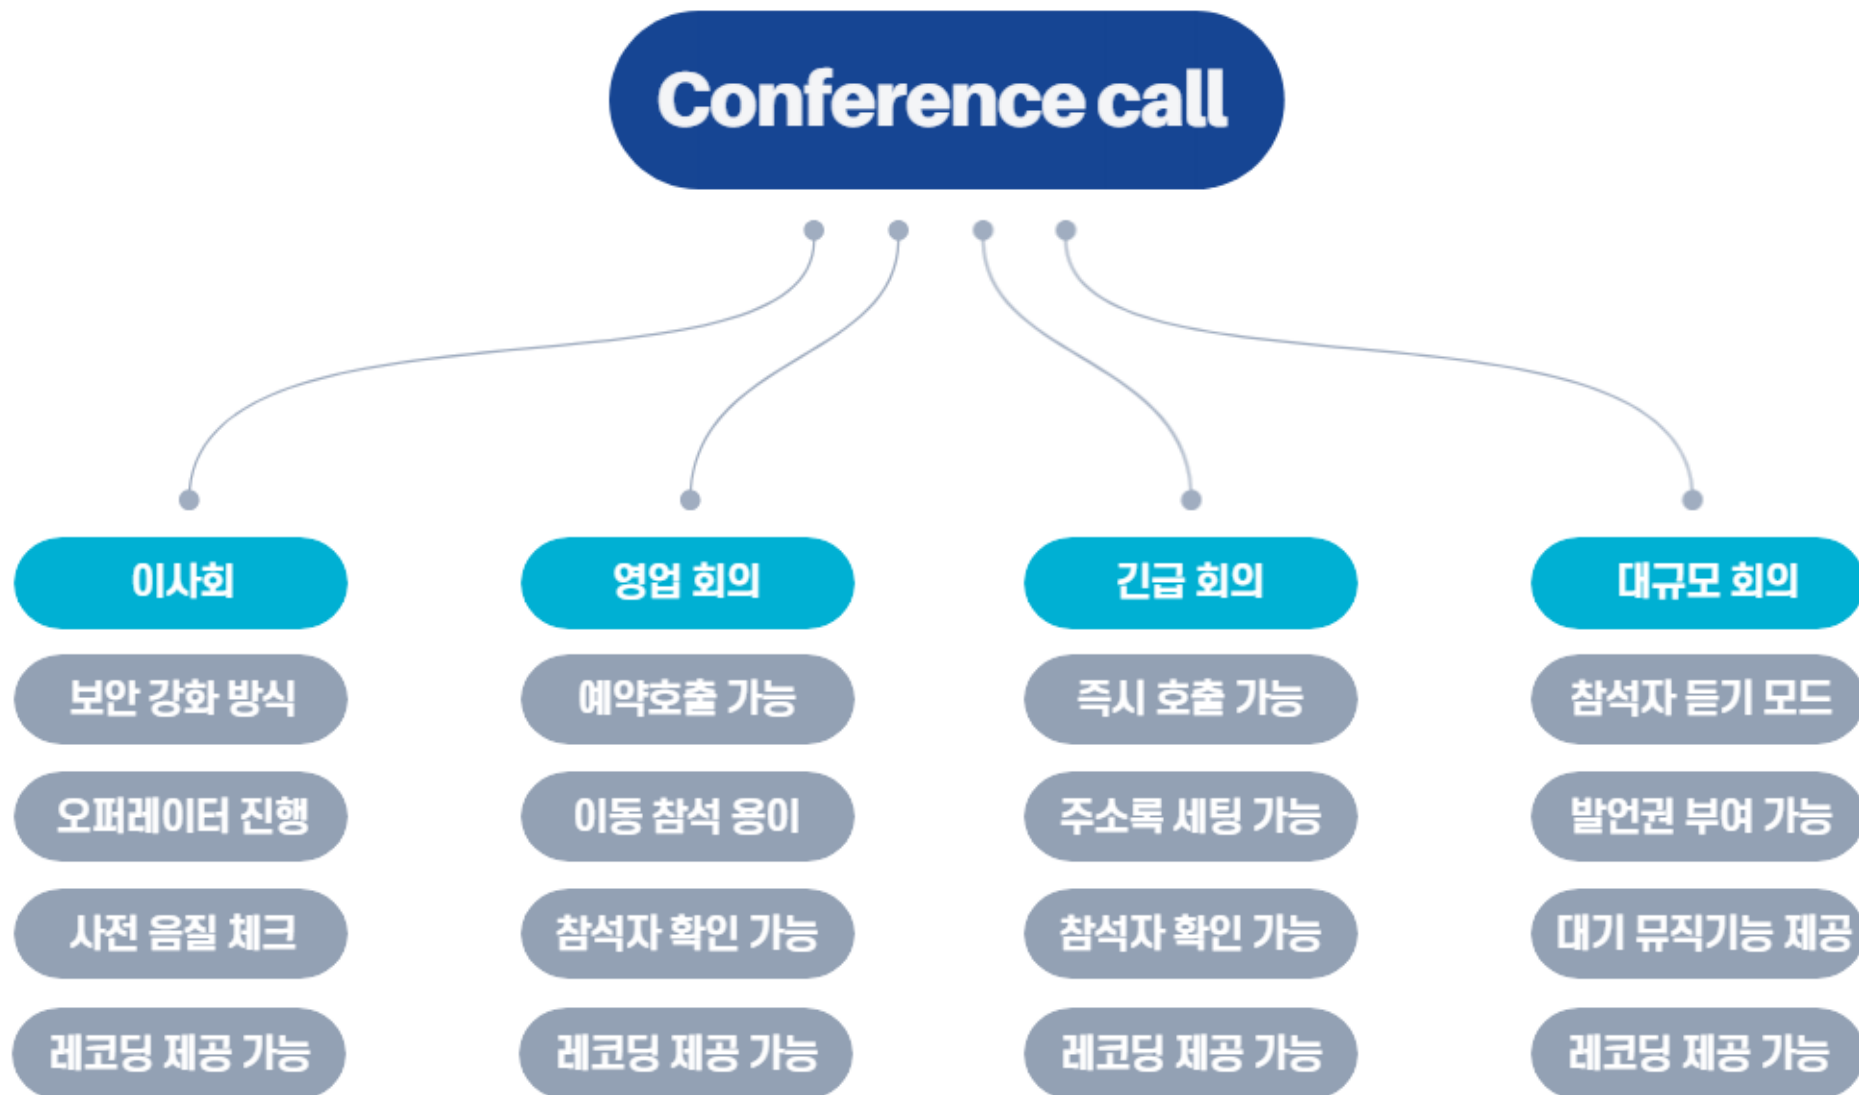 Conference call
이사회
보안 강화 방식
오퍼레이터 진행
사전 음질 체크
레코딩 제공 가능
영업 회의
예약호출 가능
이동 참석 용이
참석자 확인 가능
레코딩 제공 가능
긴급 회의
즉시 호출 가능
주소록 세팅 가능
참석자 확인 가능
레코딩 제공 가능
대규모 회의
참석자 듣기 모드
발언권 부여 가능
대기 뮤직기능 제공
레코딩 제공 가능